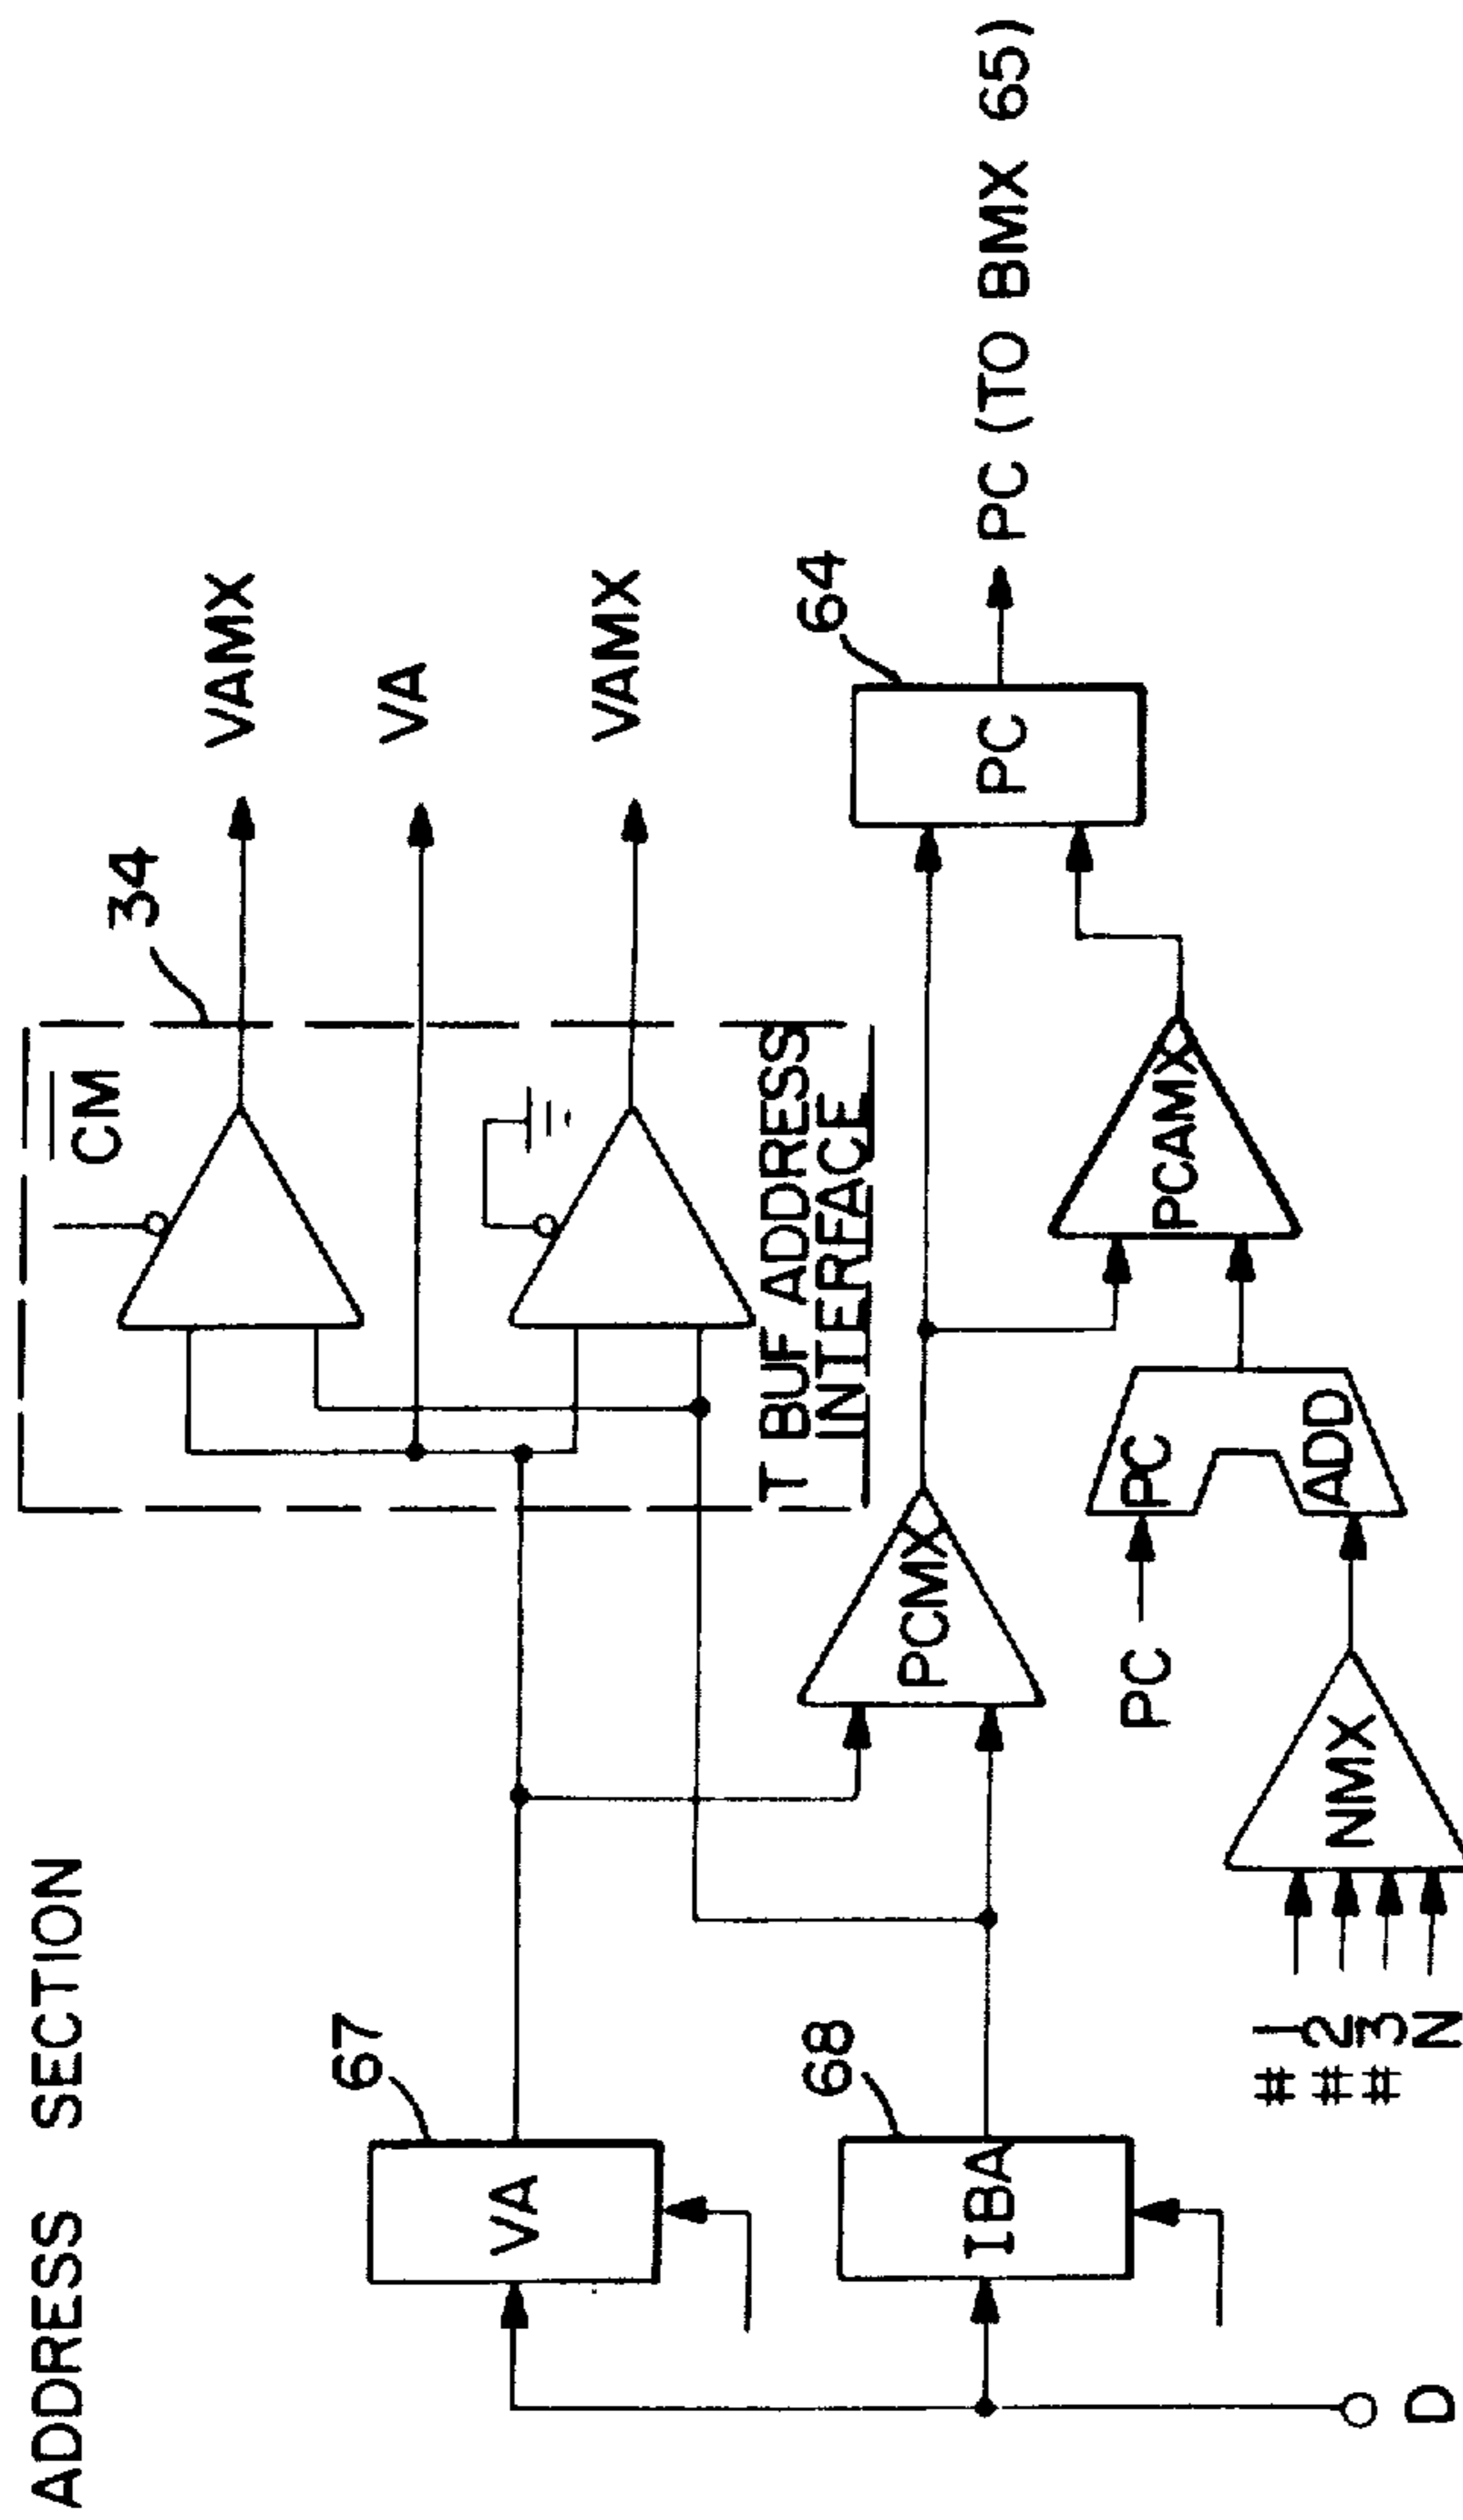 ADDRESS SECTION
CM
34
VAMX
VA
VAMX
T BUF ADDRESS
INTERFACE
67
VA
68
IBA
PCMX
64
PC
PC (TO BMX 65)
PCAMX
PC
PC
ADD
NMX
#1
#2
#3
N
D